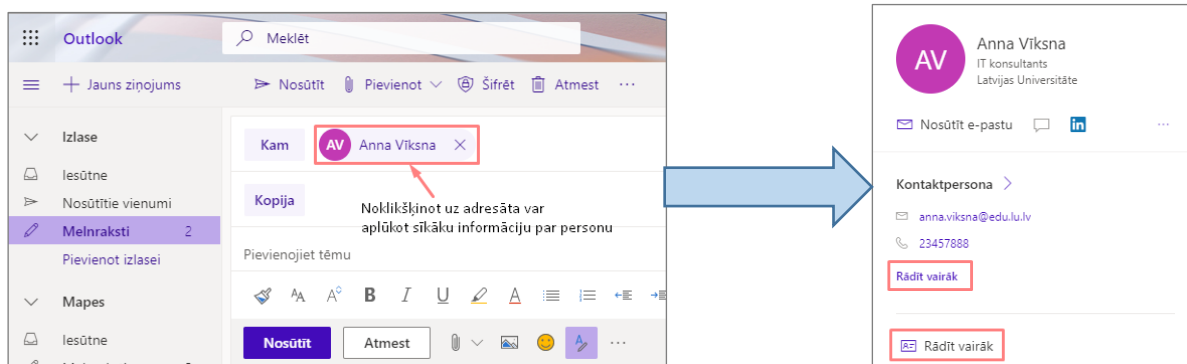 Outlook
Meklēt
Jauns ziņojums
Nosūtīt
Pievienot
Šifrēt
Atmest
Izlase
Iesūtne
Nosūtītie vienumi
Melnraksti 2
Pievienot izlasei
Mapes
Iesūtne
Kam
AV Anna Vīksna
Kopija
Noklikšķinot uz adresāta var
aplūkot sīkāku informāciju par personu
Pievienojiet tēmu
B I U A
Nosūtīt
Atmest
AV
Anna Vīksna
IT konsultants
Latvijas Universitāte
Nosūtīt e-pastu
in
Kontaktpersona
anna.viksna@edu.lu.lv
23457888
Rādīt vairāk
Rādīt vairāk